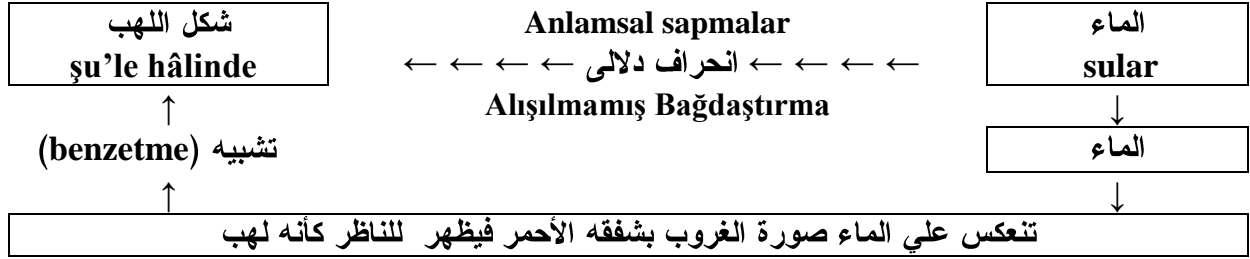 الماء
sular
Anlamsal sapmalar
← ← ← ← انحراف دلالى ← ← ← ←
Alışılmamış Bağdaştırma
شكل اللهب
şu’le hâlinde
↓
الماء
↓
↑
تشبيه (benzetme)
↑
تنعكس علي الماء صورة الغروب بشفقه الأحمر فيظهر للناظر كأنه لهب